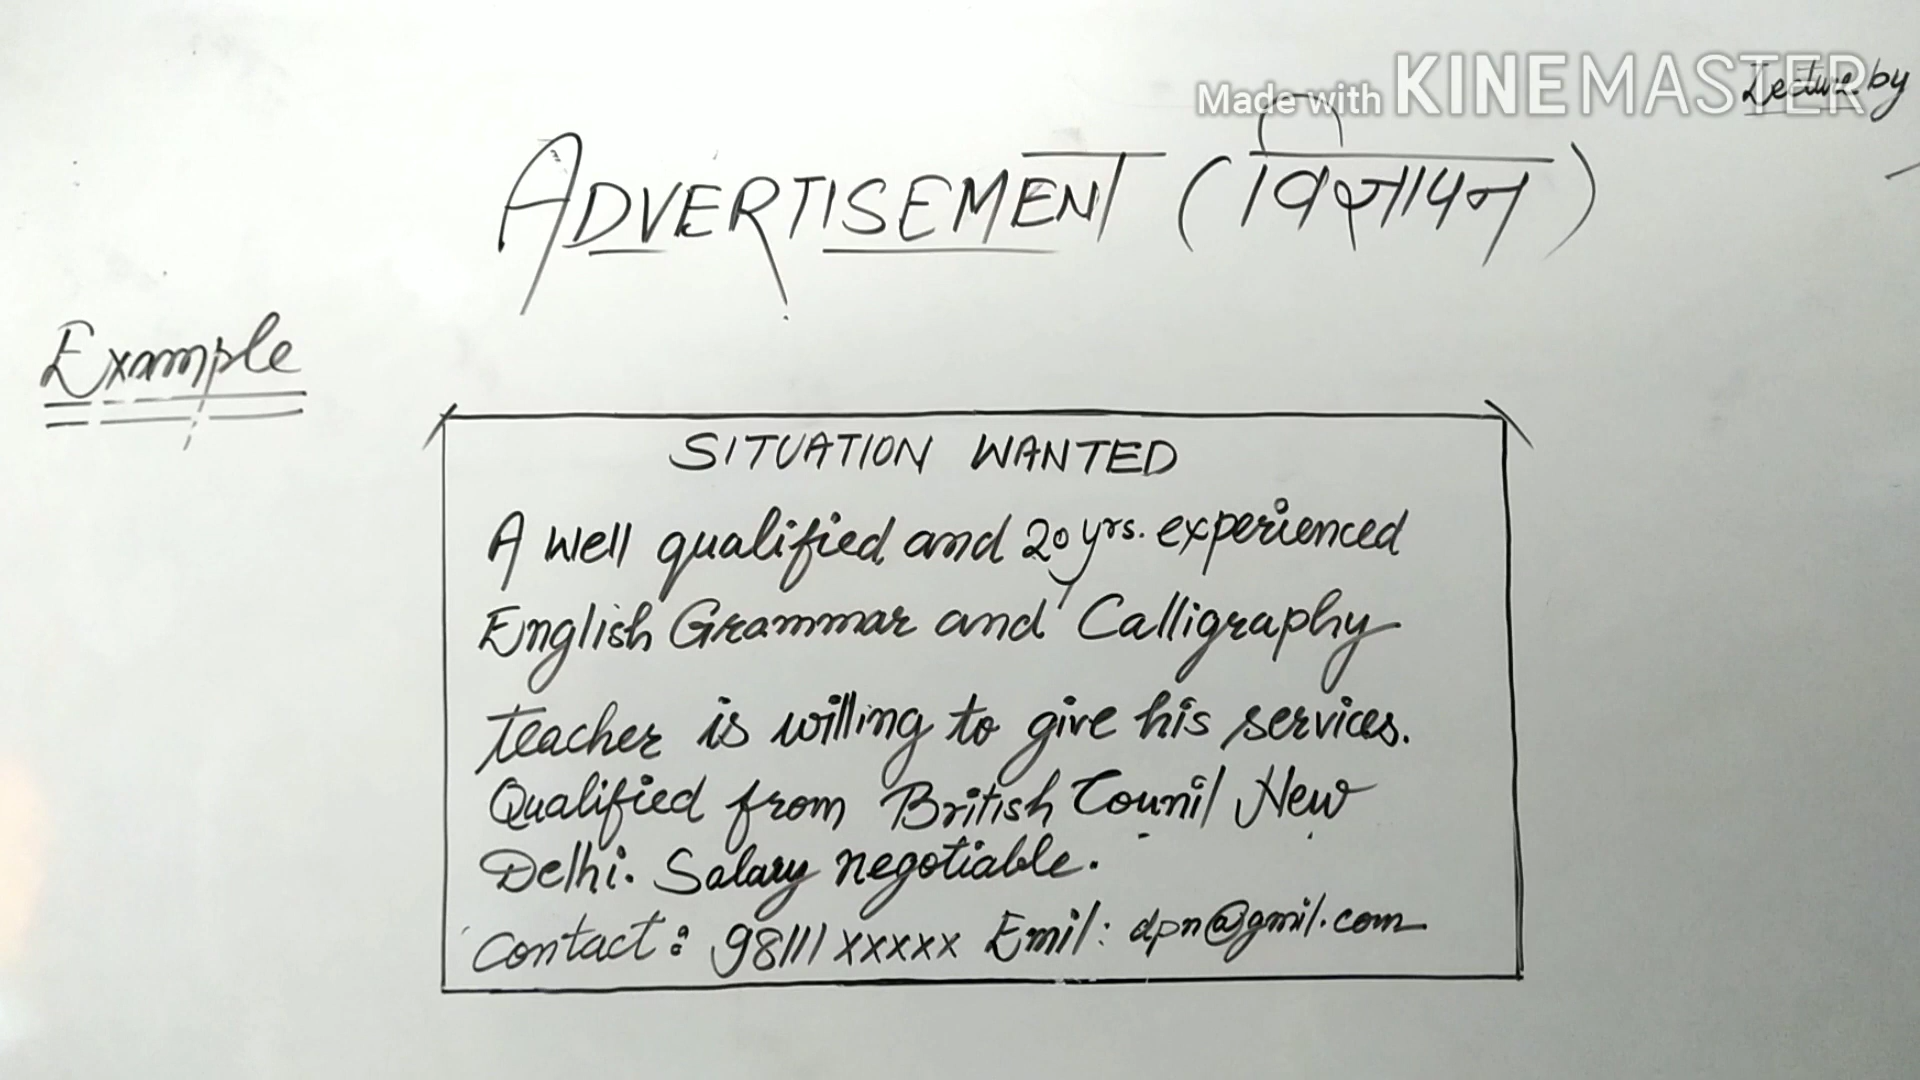 Made with KINEMASTER
Lecture by
ADVERTISEMENT (विज्ञापन)
Example
SITUATION WANTED
A well qualified and 20 yrs. experienced
English Grammar and Calligraphy
teacher is willing to give his services.
Qualified from British Counil New
Delhi. Salary negotiable.
Contact: 98111xxxxx Emil: dpn@gmil.com